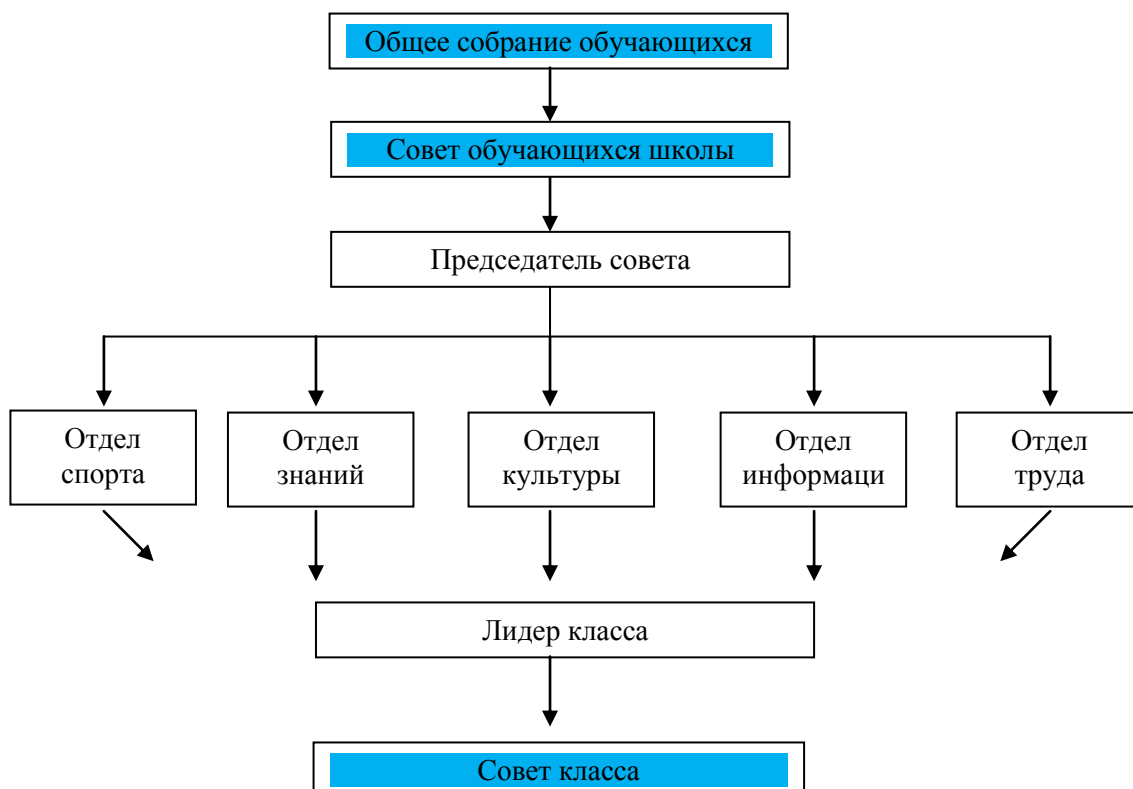 Общее собрание обучающихся
Совет обучающихся школы
Председатель совета
Отдел
спорта
Отдел
знаний
Отдел
культуры
Отдел
информаци
Отдел
труда
Лидер класса
Совет класса